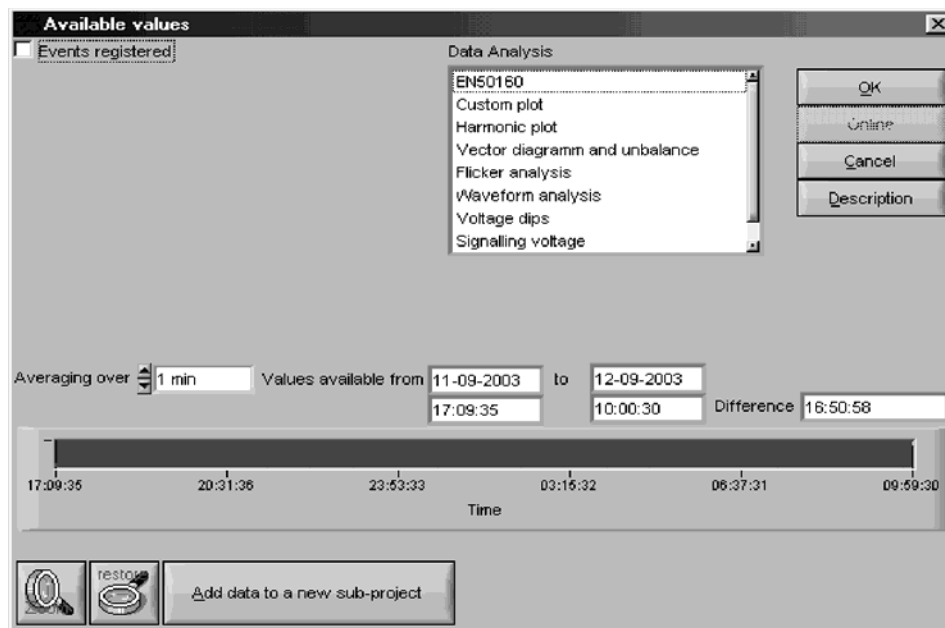 Available values
Events registered
Data Analysis
EN50160
Custom plot
Harmonic plot
Vector diagramm and unbalance
Flicker analysis
Waveform analysis
Voltage dips
Signalling voltage
OK
Online
Cancel
Description
Averaging over 1 min Values available from 11-09-2003 to 12-09-2003
17:09:35 10:00:30 Difference 16:50:58
17:09:35 20:31:36 23:53:33 03:15:32 06:37:31 09:59:30
Time
restore
Add data to a new sub-project